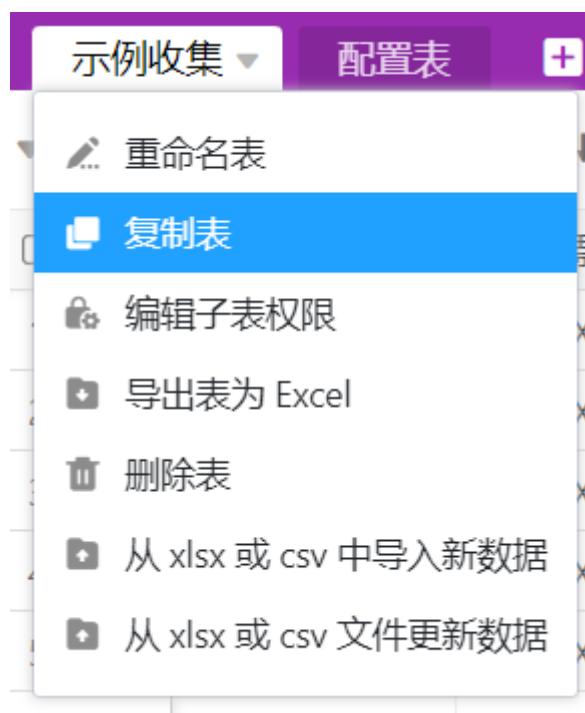 示例收集 配置表
重命名表
复制表
编辑子表权限
导出表为 Excel
删除表
从 xlsx 或 csv 中导入新数据
从 xlsx 或 csv 文件更新数据